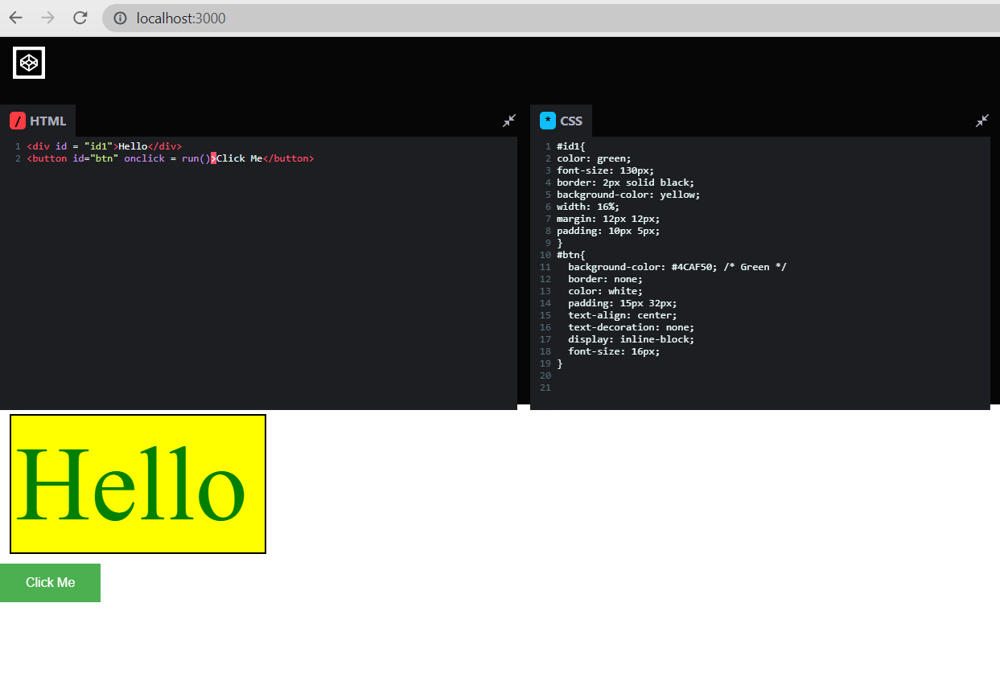 localhost:3000
/ HTML
1 <div id = "id1">Hello</div>
2 <button id="btn" onclick = run()>Click Me</button>
* CSS
1 #id1{
2 color: green;
3 font-size: 130px;
4 border: 2px solid black;
5 background-color: yellow;
6 width: 16%;
7 margin: 12px 12px;
8 padding: 10px 5px;
9 }
10 #btn{
11 background-color: #4CAF50; /* Green */
12 border: none;
13 color: white;
14 padding: 15px 32px;
15 text-align: center;
16 text-decoration: none;
17 display: inline-block;
18 font-size: 16px;
19 }
20
21
Hello
Click Me